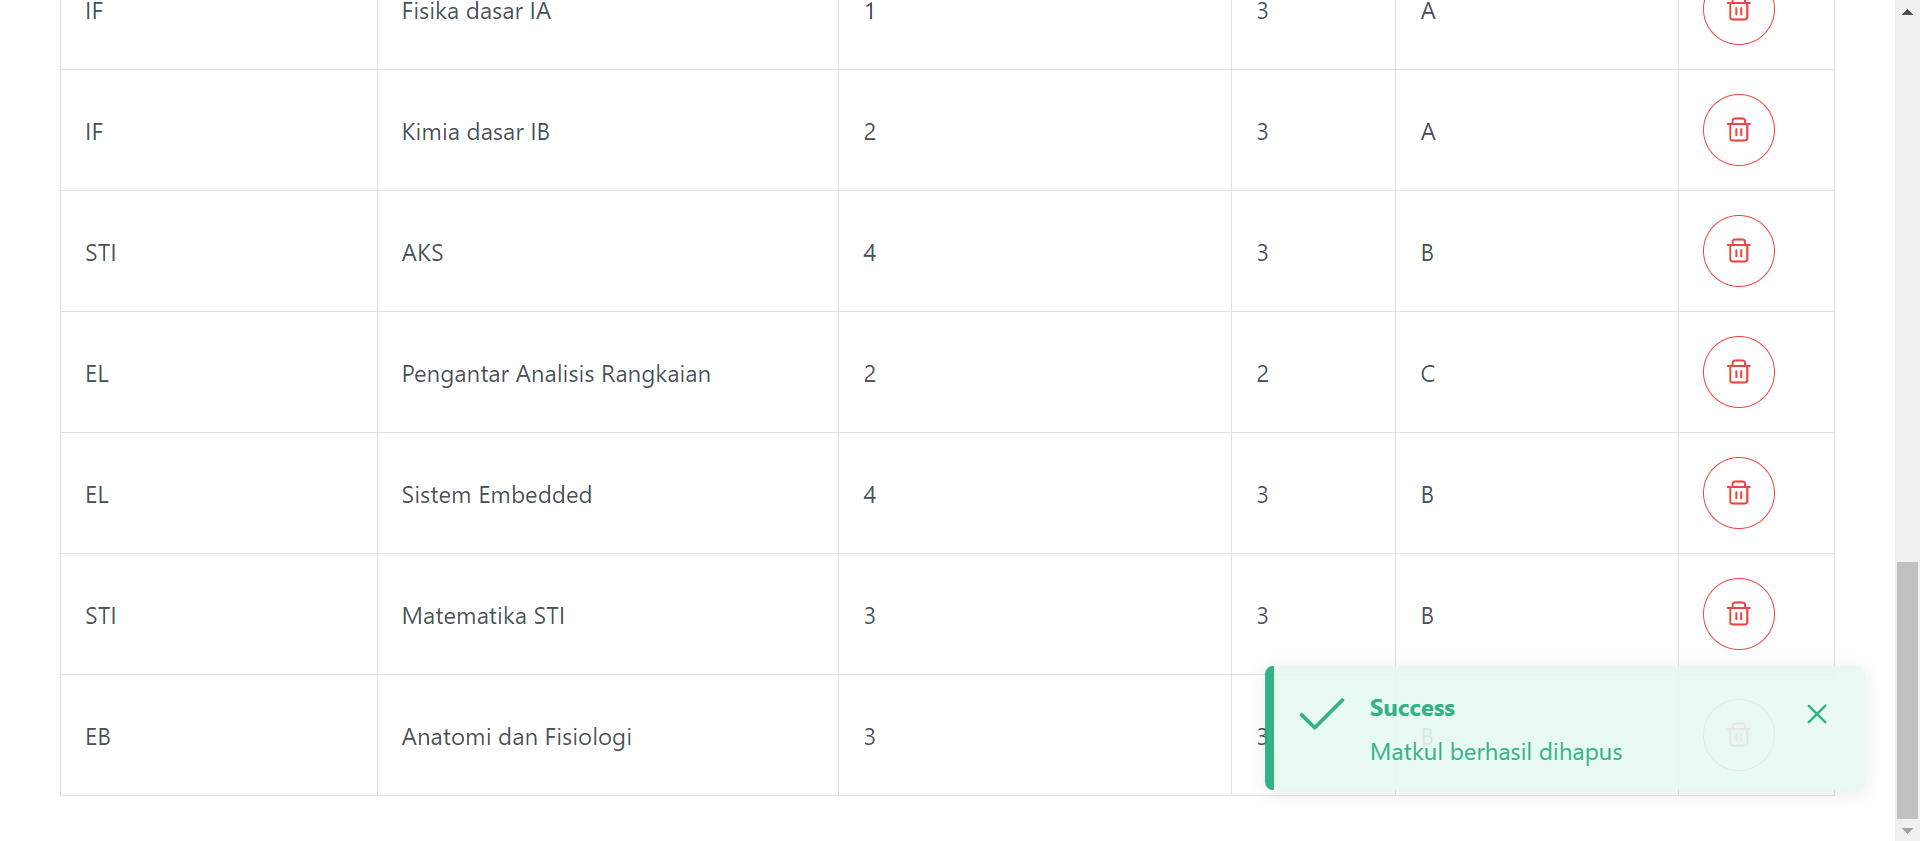 IF Fisika dasar IA 1 3 A
IF Kimia dasar IB 2 3 A
STI AKS 4 3 B
EL Pengantar Analisis Rangkaian 2 2 C
EL Sistem Embedded 4 3 B
STI Matematika STI 3 3 B
EB Anatomi dan Fisiologi 3 3 B
Success
Matkul berhasil dihapus